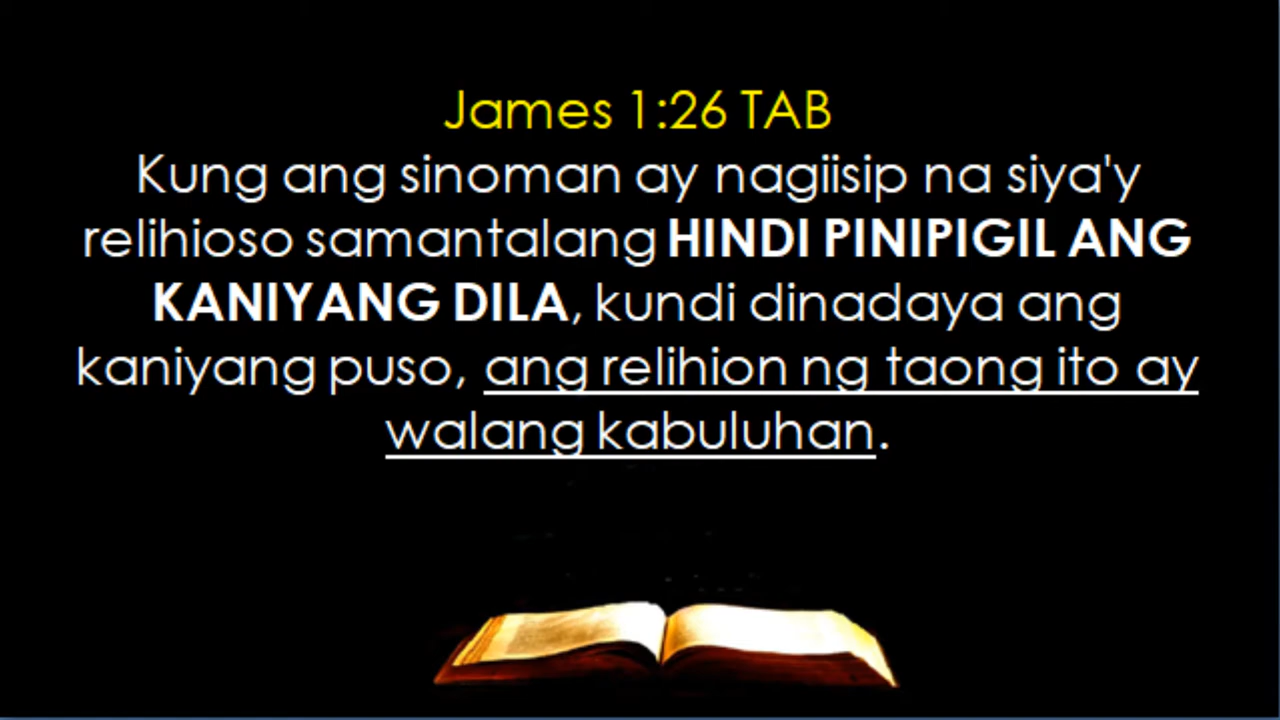 James 1:26 TAB
Kung ang sinoman ay nagiisip na siya'y
relihioso samantalang HINDI PINIPIGIL ANG
KANIYANG DILA, kundi dinadaya ang
kaniyang puso, ang relihion ng taong ito ay
walang kabuluhan.